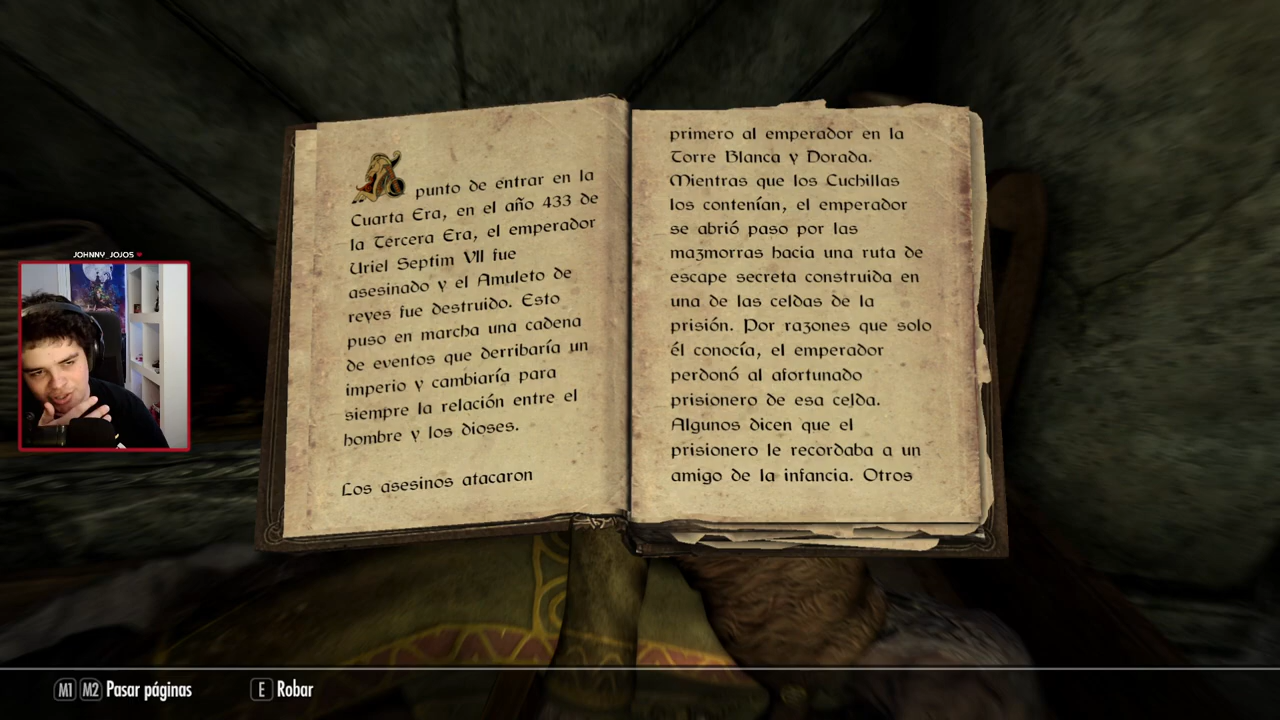 JOHNNY_JOJOS
A punto de entrar en la
Cuarta Era, en el año 433 de
la Tercera Era, el emperador
Uriel Septim VII fue
asesinado y el Amuleto de
reyes fue destruido. Esto
puso en marcha una cadena
de eventos que derribaría un
imperio y cambiaría para
siempre la relación entre el
hombre y los dioses.
Los asesinos atacaron
primero al emperador en la
Torre Blanca y Dorada.
Mientras que los Cuchillas
los contenían, el emperador
se abrió paso por las
mazmorras hacia una ruta de
escape secreta construida en
una de las celdas de la
prisión. Por razones que solo
él conocía, el emperador
perdonó al afortunado
prisionero de esa celda.
Algunos dicen que el
prisionero le recordaba a un
amigo de la infancia. Otros
M1 M2 Pasar páginas
E Robar